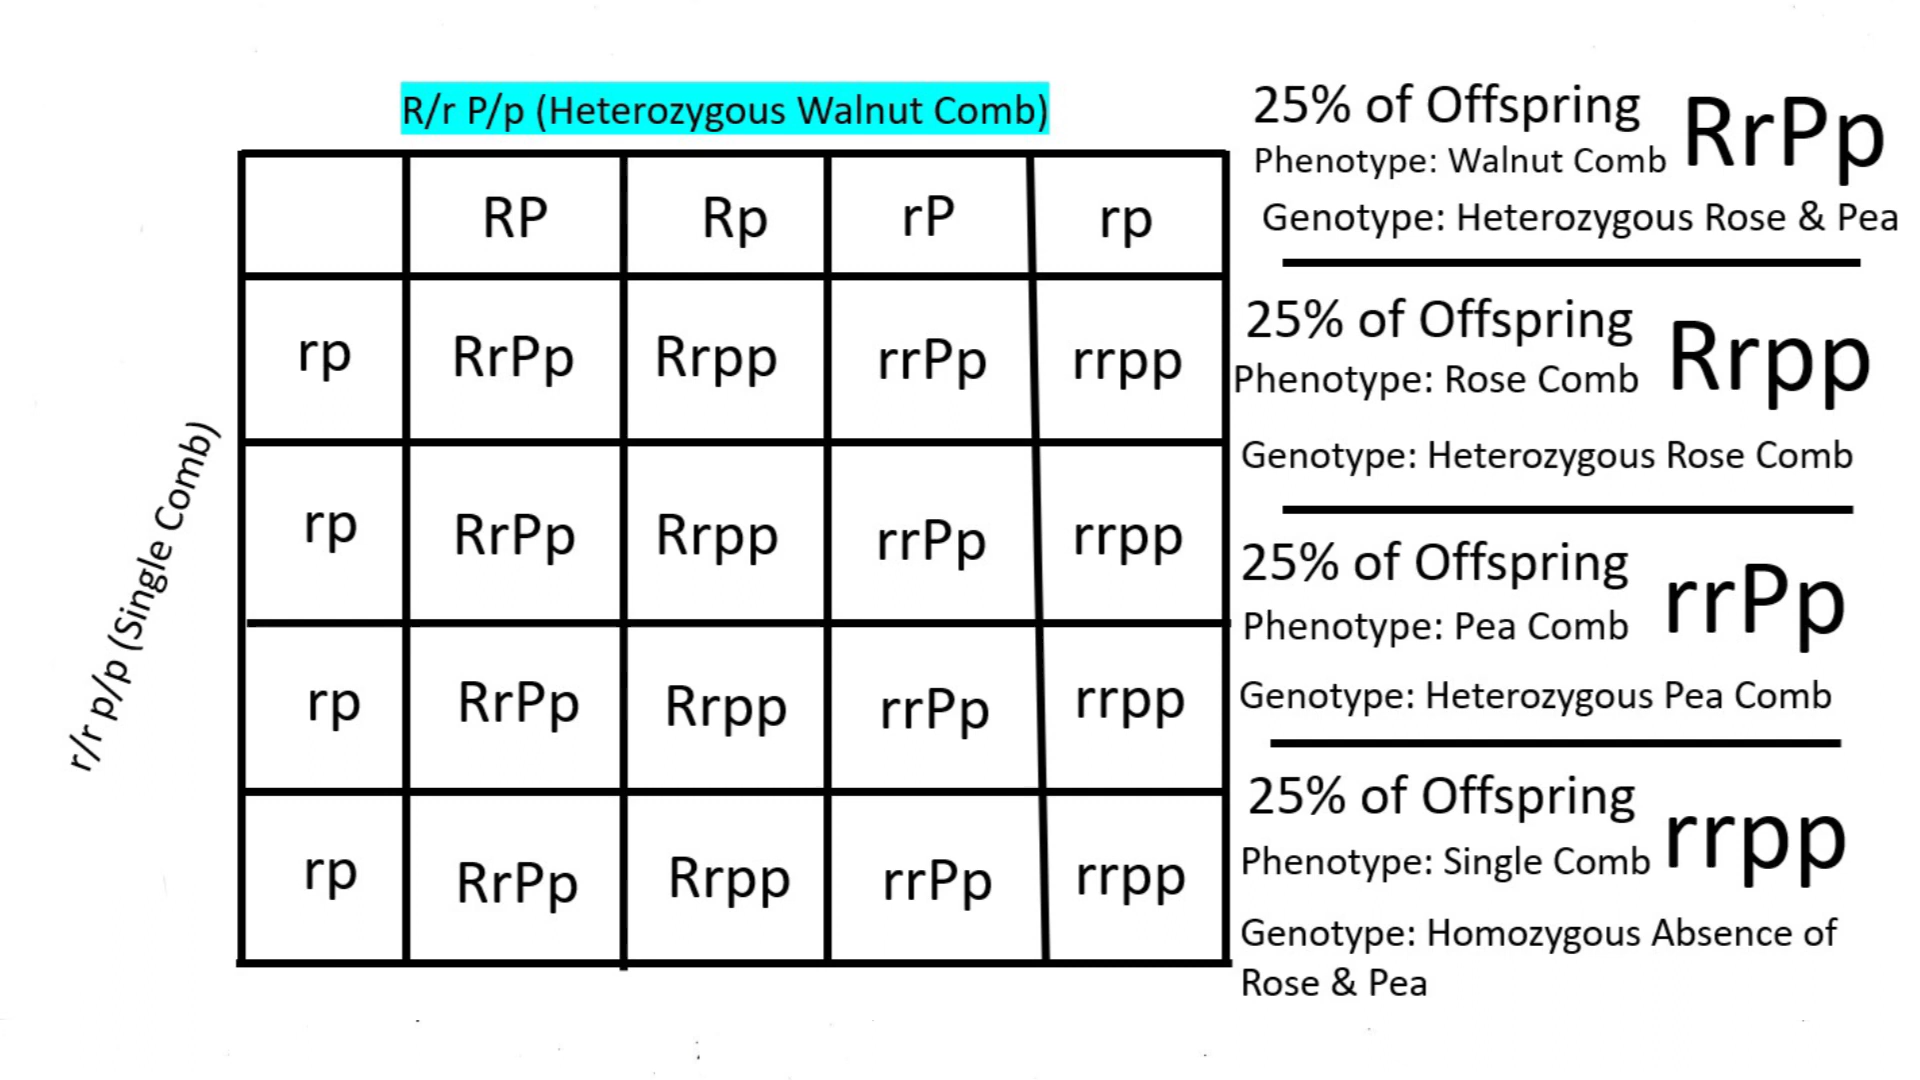 R/r P/p (Heterozygous Walnut Comb)
RP Rp rP rp
rp RrPp Rrpp rrPp rrpp
rp RrPp Rrpp rrPp rrpp
rp RrPp Rrpp rrPp rrpp
rp RrPp Rrpp rrPp rrpp
r/r p/p (Single Comb)
25% of Offspring
RrPp
Phenotype: Walnut Comb
Genotype: Heterozygous Rose & Pea
25% of Offspring
Rrpp
Phenotype: Rose Comb
Genotype: Heterozygous Rose Comb
25% of Offspring
rrPp
Phenotype: Pea Comb
Genotype: Heterozygous Pea Comb
25% of Offspring
rrpp
Phenotype: Single Comb
Genotype: Homozygous Absence of
Rose & Pea